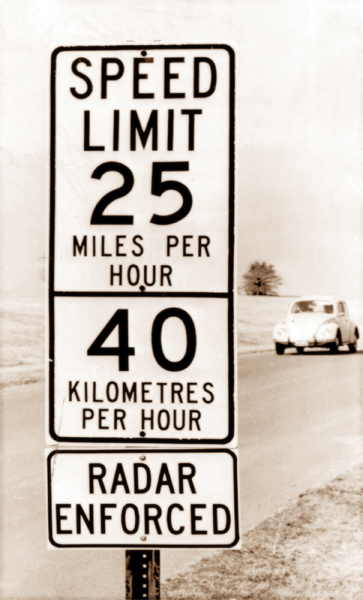 SPEED
LIMIT
25
MILES PER
HOUR
40
KILOMETRES
PER HOUR
RADAR
ENFORCED